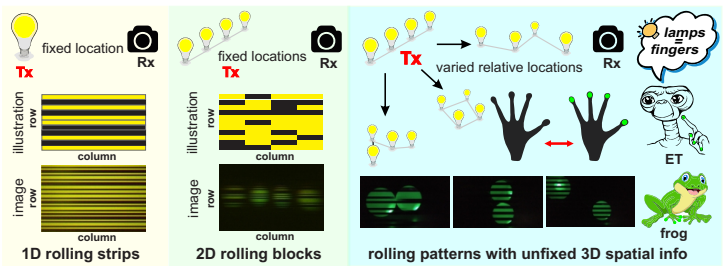 fixed location
Tx
Rx
illustration
row
column
image
row
column
1D rolling strips
fixed locations
Tx
Rx
illustration
row
column
image
row
column
2D rolling blocks
Tx
varied relative locations
Rx
lamps
=
fingers
ET
frog
rolling patterns with unfixed 3D spatial info